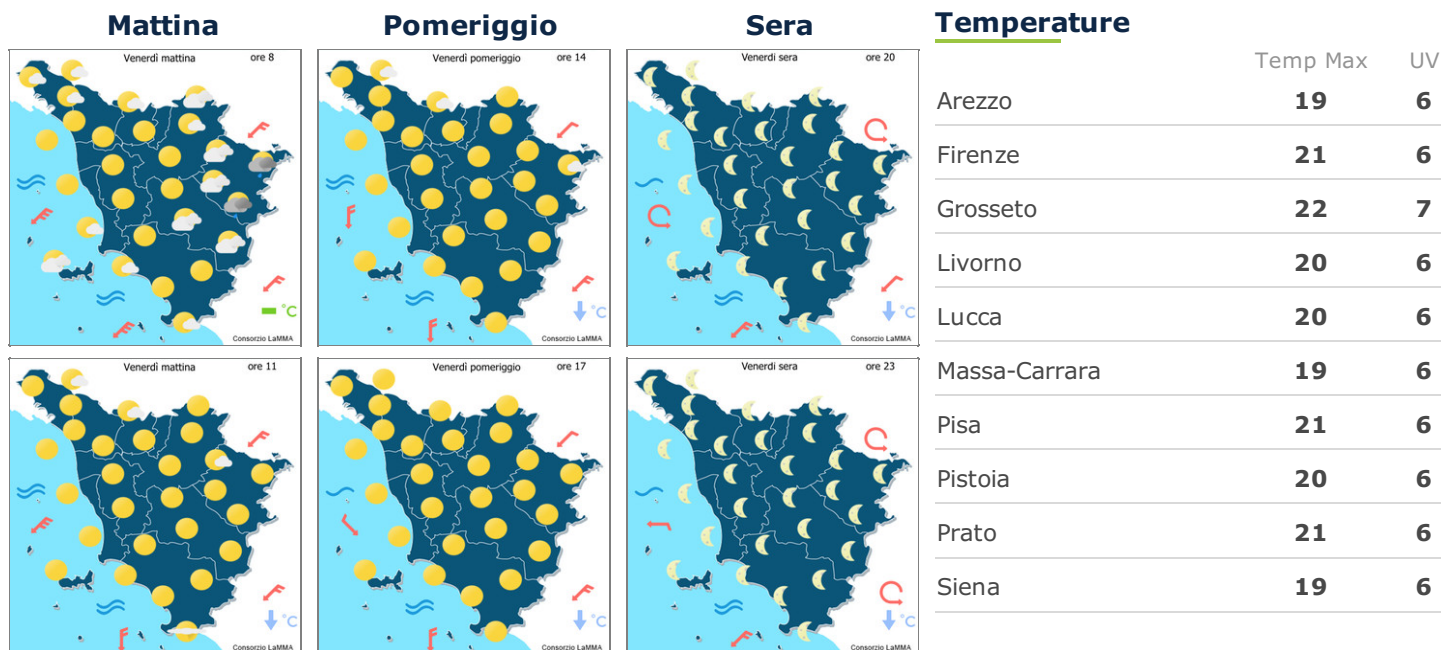 Mattina
Pomeriggio
Sera
Temperature
Venerdì mattina ore 8
°C
Consorzio LaMMA
Venerdì pomeriggio ore 14
°C
Consorzio LaMMA
Venerdì sera ore 20
°C
Consorzio LaMMA
Venerdì mattina ore 11
°C
Consorzio LaMMA
Venerdì pomeriggio ore 17
°C
Consorzio LaMMA
Venerdì sera ore 23
°C
Consorzio LaMMA
Temp Max UV
Arezzo 19 6
Firenze 21 6
Grosseto 22 7
Livorno 20 6
Lucca 20 6
Massa-Carrara 19 6
Pisa 21 6
Pistoia 20 6
Prato 21 6
Siena 19 6